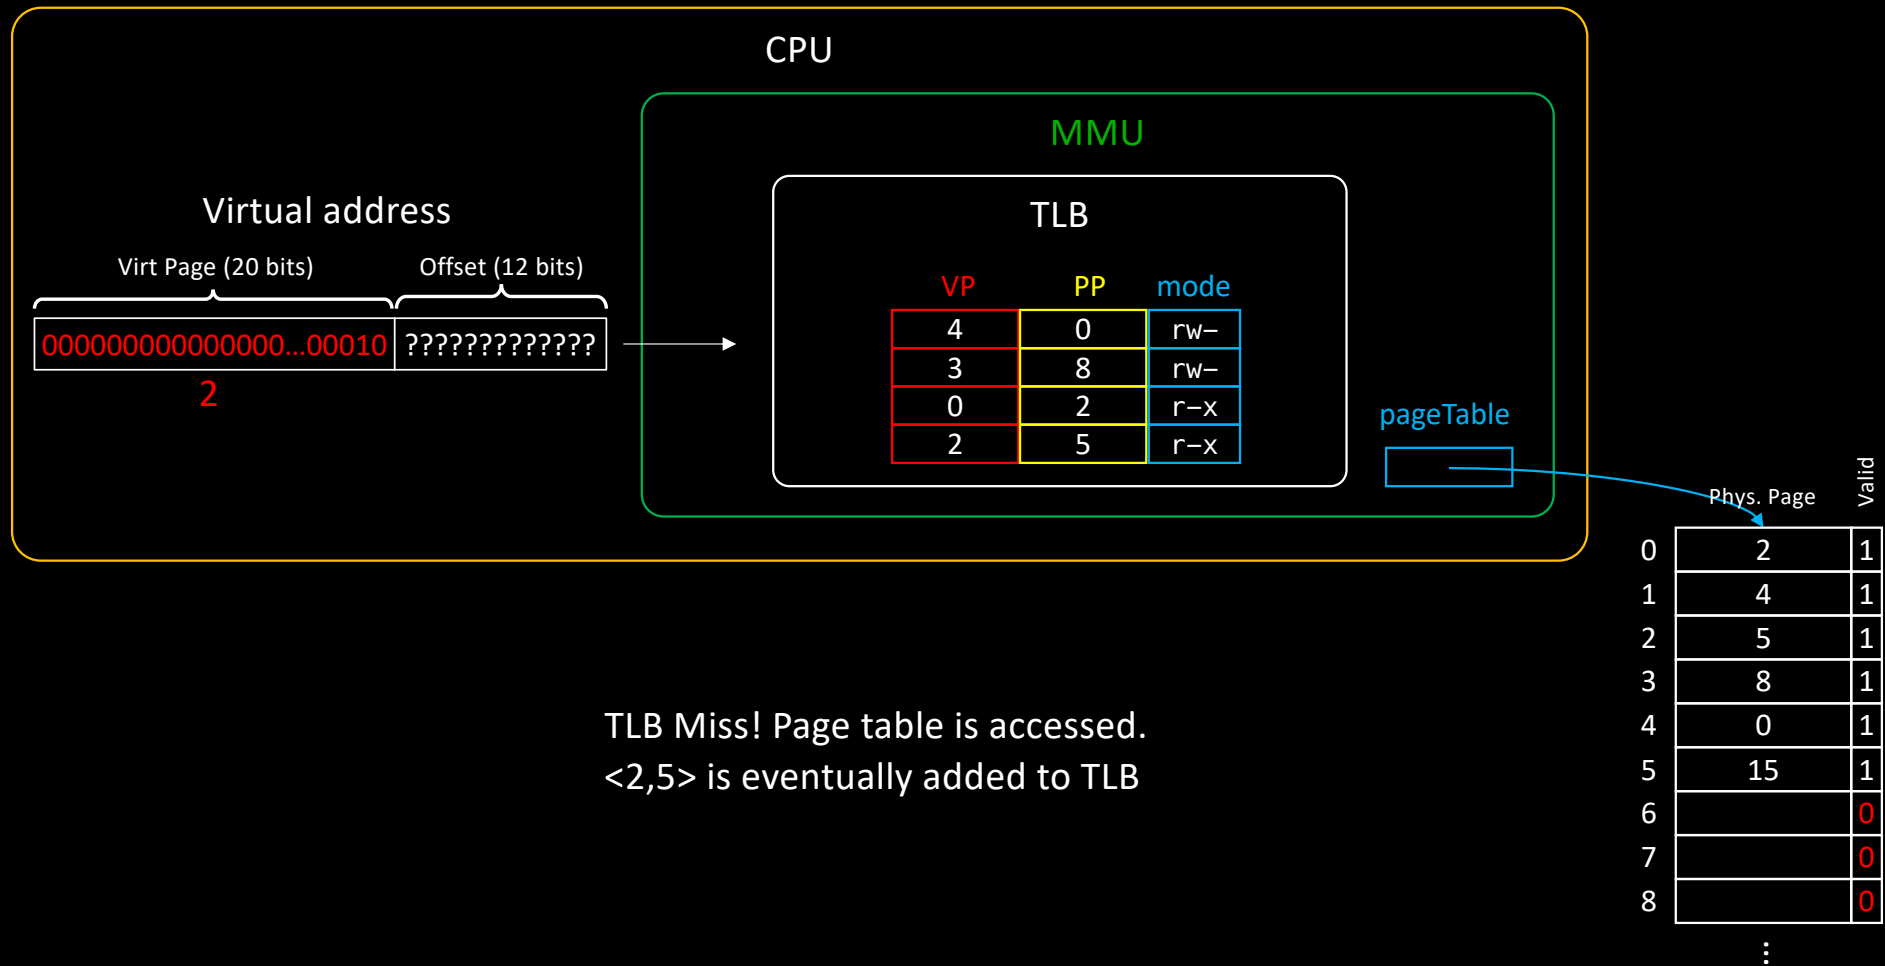 CPU
MMU
TLB
Virtual address
Virt Page (20 bits) Offset (12 bits)
VP PP mode
4 0 rw–
3 8 rw–
0 2 r–x
2 5 r–x
0000000000000000...00010 ?????????????
2
pageTable
Phys. Page Valid
0 2 1
1 4 1
2 5 1
3 8 1
4 0 1
5 15 1
6 0
7 0
8 0
...
TLB Miss! Page table is accessed.
<2,5> is eventually added to TLB